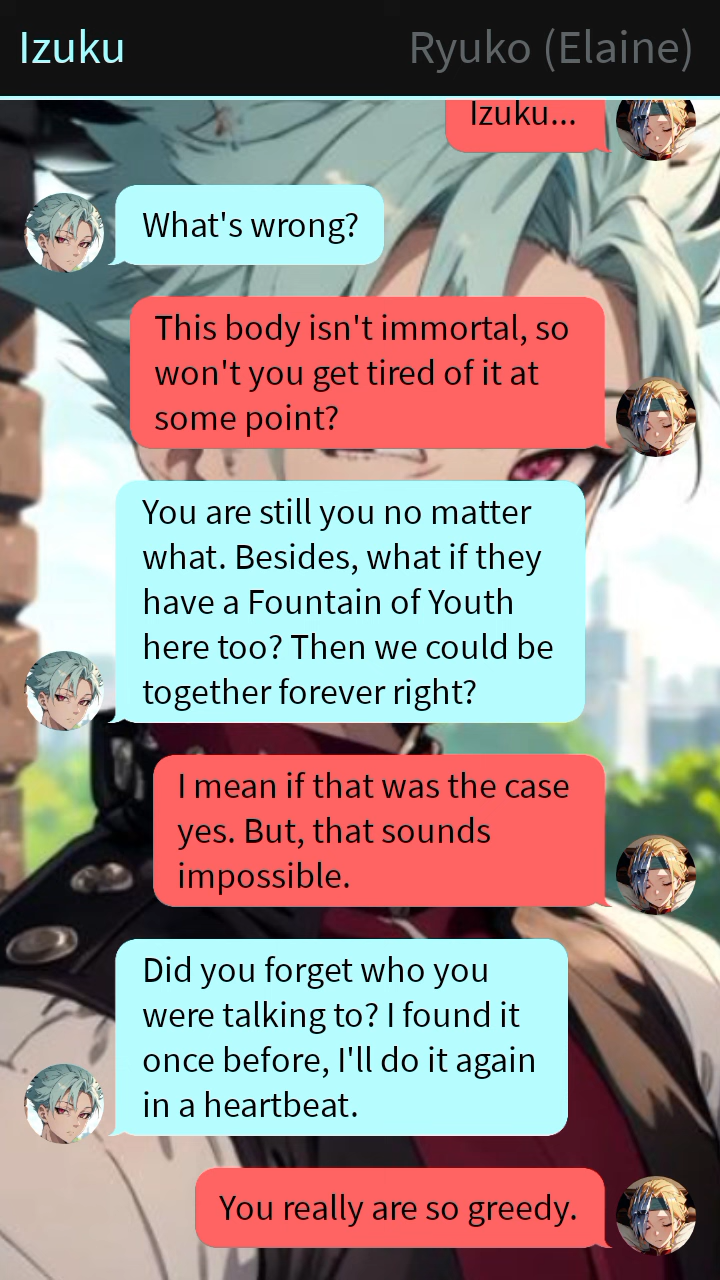 Izuku
Ryuko (Elaine)
Izuku...
What's wrong?
This body isn't immortal, so
won't you get tired of it at
some point?
You are still you no matter
what. Besides, what if they
have a Fountain of Youth
here too? Then we could be
together forever right?
I mean if that was the case
yes. But, that sounds
impossible.
Did you forget who you
were talking to? I found it
once before, I'll do it again
in a heartbeat.
You really are so greedy.